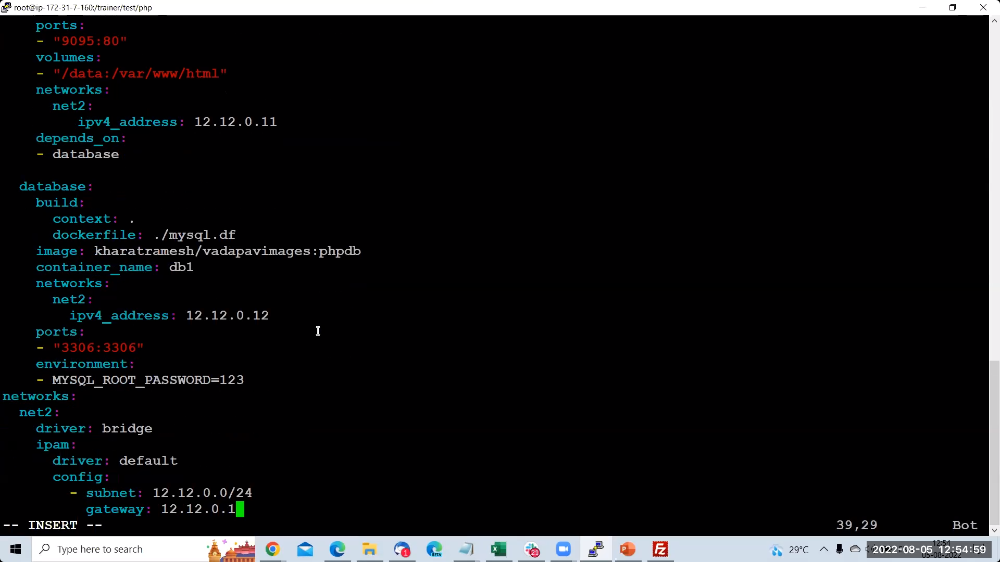 root@ip-172-31-7-160:/trainer/test/php
ports:
- "9095:80"
volumes:
- "/data:/var/www/html"
networks:
net2:
ipv4_address: 12.12.0.11
depends_on:
- database
database:
build:
context: .
dockerfile: ./mysql.df
image: kharatramesh/vadapavimages:phpdb
container_name: db1
networks:
net2:
ipv4_address: 12.12.0.12
ports:
- "3306:3306"
environment:
- MYSQL_ROOT_PASSWORD=123
networks:
net2:
driver: bridge
ipam:
driver: default
config:
- subnet: 12.12.0.0/24
gateway: 12.12.0.1
-- INSERT -- 39,29 Bot
Type here to search
BETA
1
21
29°C
12:54
2022-08-05 12:54:59
05-08-2022